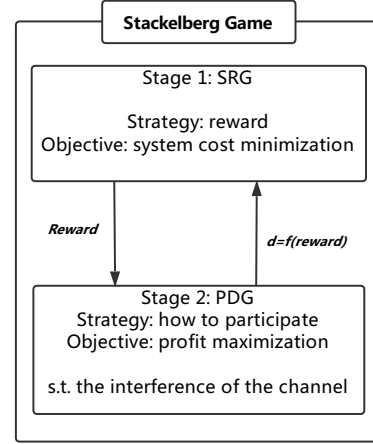 Stackelberg Game
Stage 1: SRG
Strategy: reward
Objective: system cost minimization
Reward
d=f(reward)
Stage 2: PDG
Strategy: how to participate
Objective: profit maximization
s.t. the interference of the channel